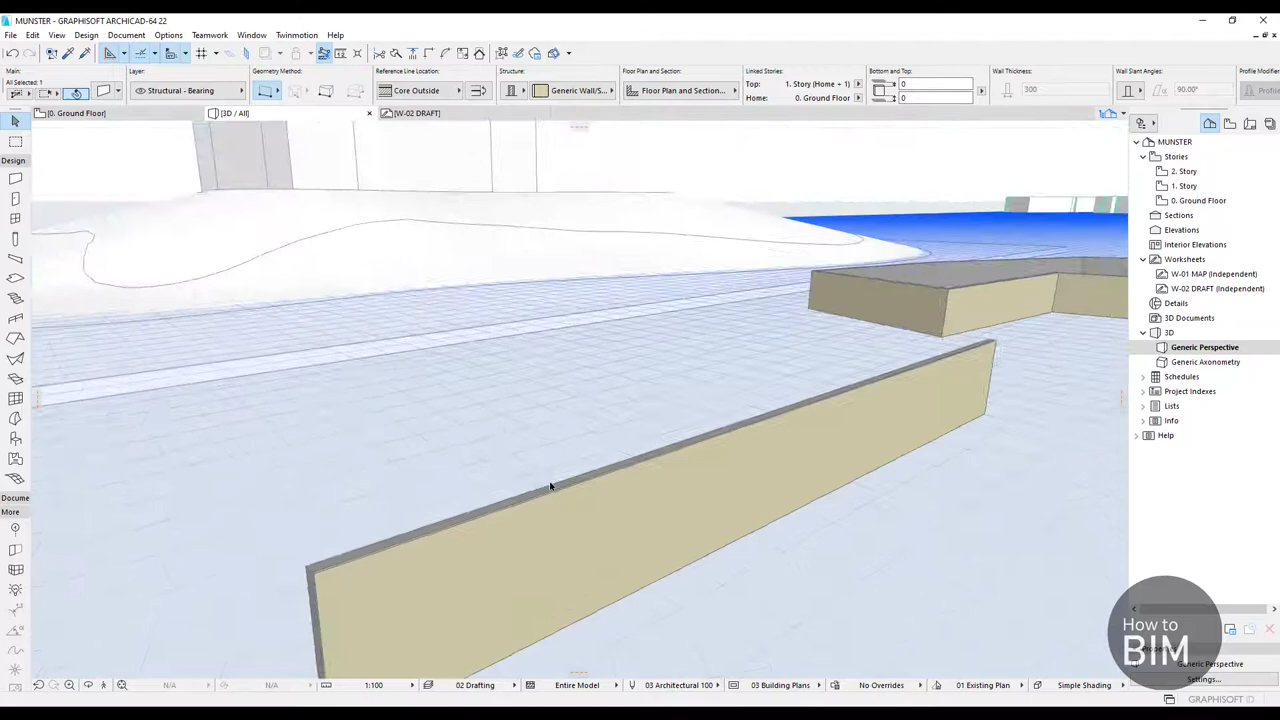 MUNSTER - GRAPHISOFT ARCHICAD-64 22
File Edit View Design Document Options Teamwork Window Twinmotion Help
Main: Layer: Geometry Method: Reference Line Location: Structure: Floor Plan and Section: Linked Stories: Bottom and Top: Wall Thickness: Wall Slant Angles: Profile Modifier
All Selected: 1
Structural - Bearing Core Outside Generic Wall/S... Floor Plan and Section... Top: 1. Story (Home + 1) 0 300 90.00° Profile
Home: 0. Ground Floor 0
[0. Ground Floor] [3D / All] [W-02 DRAFT]
Design
Docume
More
MUNSTER
Stories
2. Story
1. Story
0. Ground Floor
Sections
Elevations
Interior Elevations
Worksheets
W-01 MAP (Independent)
W-02 DRAFT (Independent)
Details
3D Documents
3D
Generic Perspective
Generic Axonometry
Schedules
Project Indexes
Lists
Info
Help
How to
BIM
Generic Perspective
Settings...
N/A N/A 1:100 02 Drafting Entire Model 03 Architectural 100 03 Building Plans No Overrides 01 Existing Plan Simple Shading
GRAPHISOFT ID